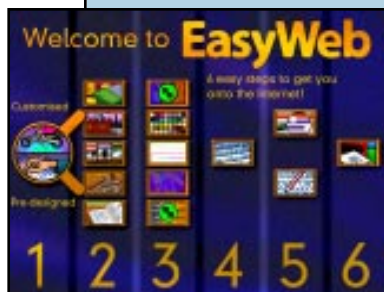 Welcome to EasyWeb
6 easy steps to get you
onto the Internet!
Customised
Pre-designed
1 2 3 4 5 6